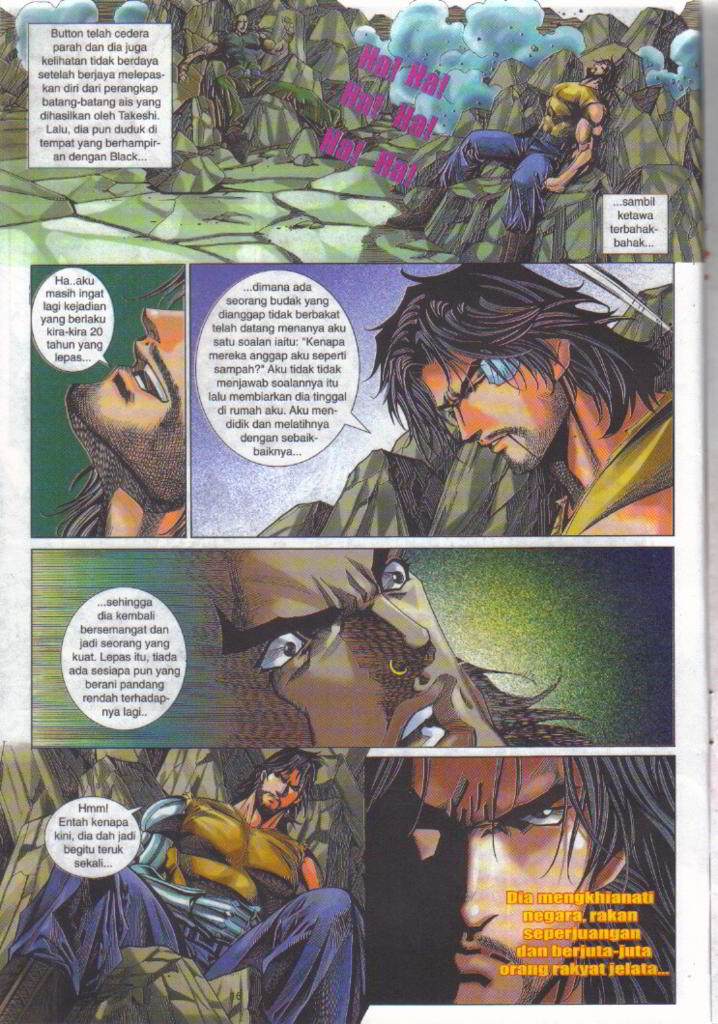 Button telah cedera
parah dan dia juga
kelihatan tidak berdaya
setelah berjaya melepas-
kan diri dari perangkap
batang-batang ais yang
dihasilkan oleh Takeshi.
Lalu, dia pun duduk di
tempat yang berhampir-
an dengan Black...
Ha! Ha!
Ha! Ha!
Ha! Ha!
...sambil
ketawa
terbahak-
bahak...
Ha..aku
masih ingat
lagi kejadian
yang berlaku
kira-kira 20
tahun yang
lepas...
...dimana ada
seorang budak yang
dianggap tidak berbakat
telah datang menanya aku
satu soalan iaitu: "Kenapa
mereka anggap aku seperti
sampah?" Aku tidak tidak
menjawab soalannya itu
lalu membiarkan dia tinggal
di rumah aku. Aku men-
didik dan melatihnya
dengan sebaik-
baiknya...
...sehingga
dia kembali
bersemangat dan
jadi seorang yang
kuat. Lepas itu, tiada
ada sesiapa pun yang
berani pandang
rendah terhadap-
nya lagi..
Hmm!
Entah kenapa
kini, dia dah jadi
begitu teruk
sekali...
Dia mengkhianati
negara, rakan
seperjuangan
dan berjuta-juta
orang rakyat jelata...